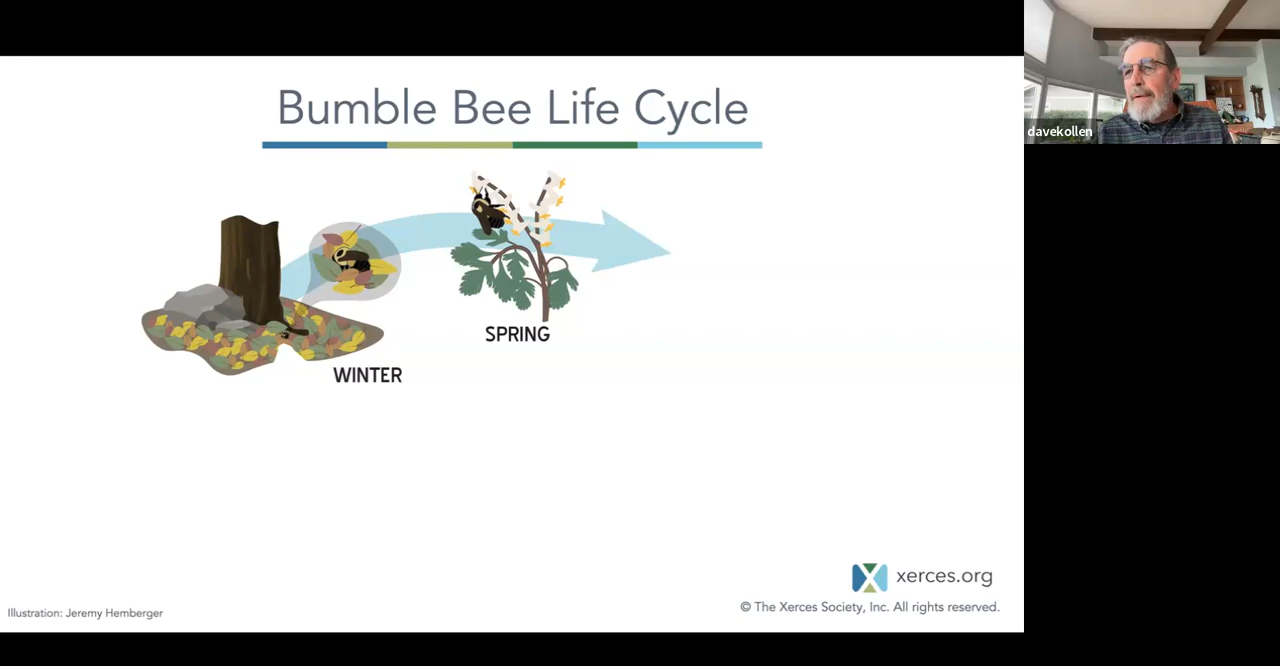 Bumble Bee Life Cycle
davekollen
SPRING
WINTER
xerces.org
Illustration: Jeremy Hemberger
© The Xerces Society, Inc. All rights reserved.